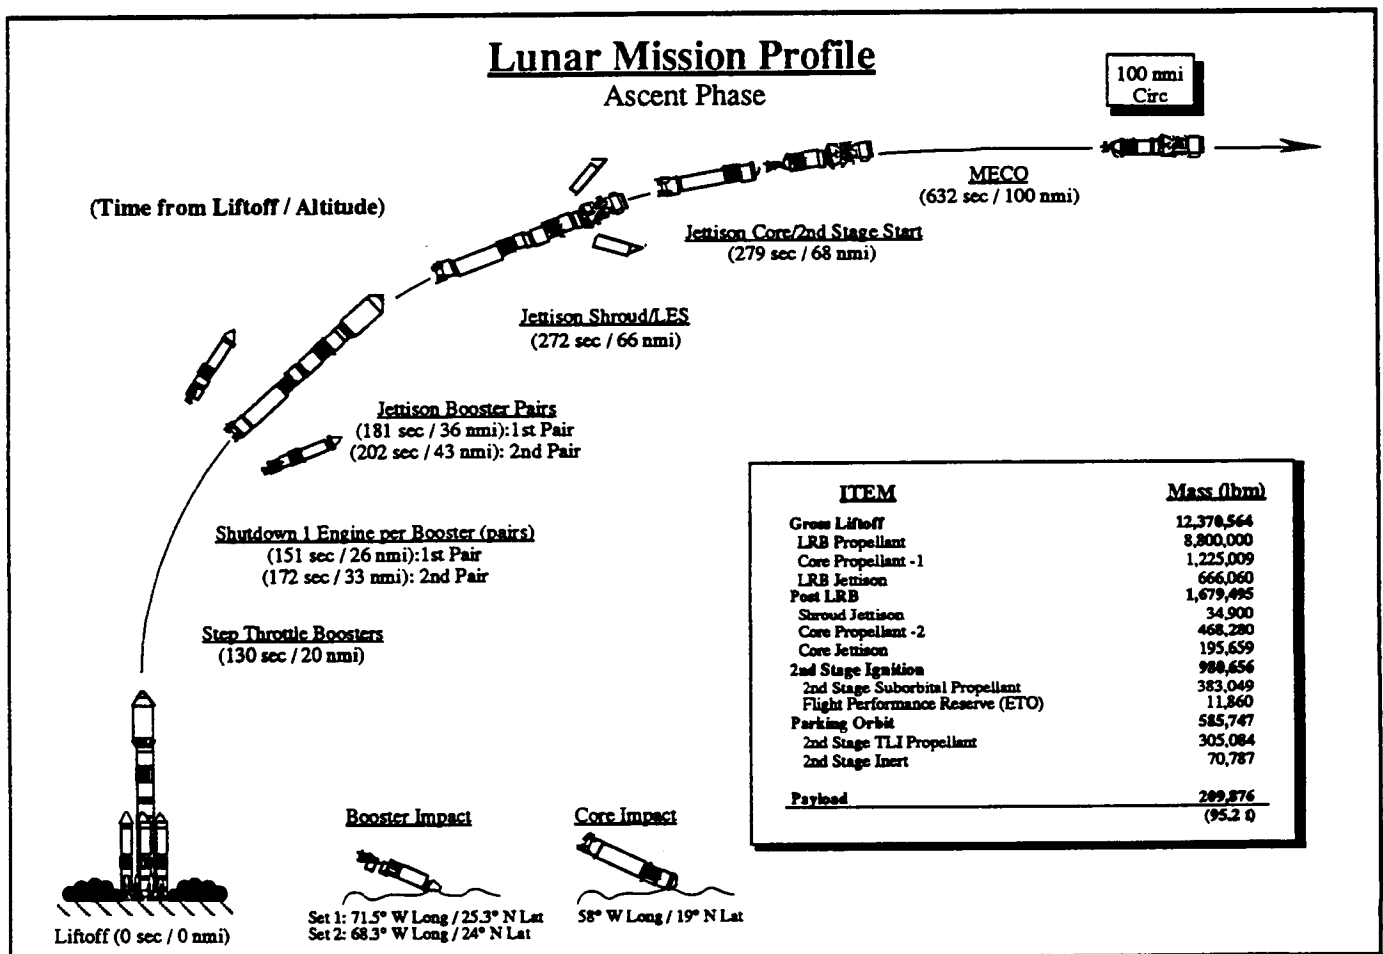 Lunar Mission Profile
Ascent Phase
100 nmi
Circ
(Time from Liftoff / Altitude)
MECO
(632 sec / 100 nmi)
Jettison Core/2nd Stage Start
(279 sec / 68 nmi)
Jettison Shroud/LES
(272 sec / 66 nmi)
Jettison Booster Pairs
(181 sec / 36 nmi):1st Pair
(202 sec / 43 nmi): 2nd Pair
Shutdown 1 Engine per Booster (pairs)
(151 sec / 26 nmi):1st Pair
(172 sec / 33 nmi): 2nd Pair
Step Throttle Boosters
(130 sec / 20 nmi)
Liftoff (0 sec / 0 nmi)
Booster Impact
Set 1: 71.5° W Long / 25.3° N Lat
Set 2: 68.3° W Long / 24° N Lat
Core Impact
58° W Long / 19° N Lat
ITEM Mass (lbm)
Gross Liftoff 12,370,564
LRB Propellant 8,800,000
Core Propellant -1 1,225,009
LRB Jettison 666,060
Post LRB 1,679,495
Shroud Jettison 34,900
Core Propellant -2 468,280
Core Jettison 195,659
2nd Stage Ignition 980,656
2nd Stage Suborbital Propellant 383,049
Flight Performance Reserve (ETO) 11,860
Parking Orbit 585,747
2nd Stage TLI Propellant 305,084
2nd Stage Inert 70,787
Payload 209,876
(95.2 t)